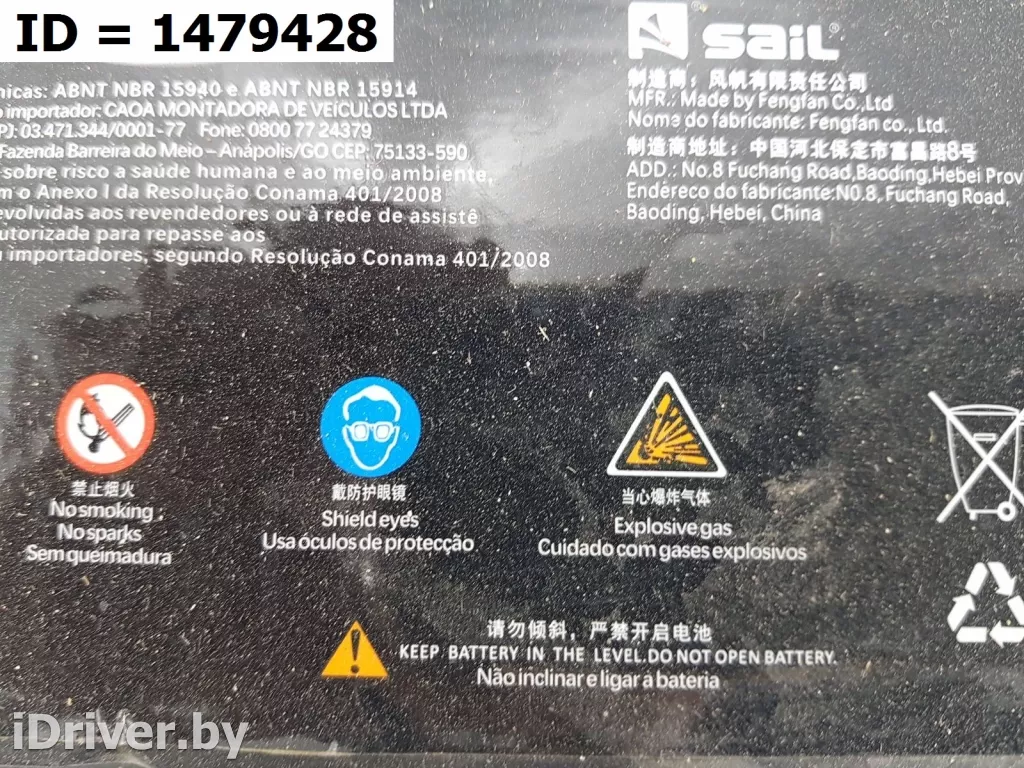 ID = 1479428
nicas: ABNT NBR 15940 e ABNT NBR 15914
o importador: CAOA MONTADORA DE VEÍCULOS LTDA
PJ: 03.471.344/0001-77 Fone: 0800 77 24379
Fazenda Barreira do Meio – Anápolis/GO CEP: 75133-590
sobre risco a saúde humana e ao meio ambiente,
m o Anexo I da Resolução Conama 401/2008
evolvidas aos revendedores ou à rede de assistê
utorizada para repasse aos
importadores, segundo Resolução Conama 401/2008
saiL®
制造商：风帆有限责任公司
MFR.: Made by Fengfan Co.,Ltd
Nome do fabricante: Fengfan co., Ltd.
制造商地址：中国河北保定市富昌路8号
ADD.: No.8 Fuchang Road,Baoding,Hebei Prov
Endereco do fabricante:N0.8, Fuchang Road,
Baoding, Hebei, China
禁止烟火
No smoking
No sparks
Sem queimadura
戴防护眼镜
Shield eyes
Usa óculos de protecção
当心爆炸气体
Explosive gas
Cuidado com gases explosivos
请勿倾斜，严禁开启电池
KEEP BATTERY IN THE LEVEL.DO NOT OPEN BATTERY.
Não inclinar e ligar a bateria
iDriver.by